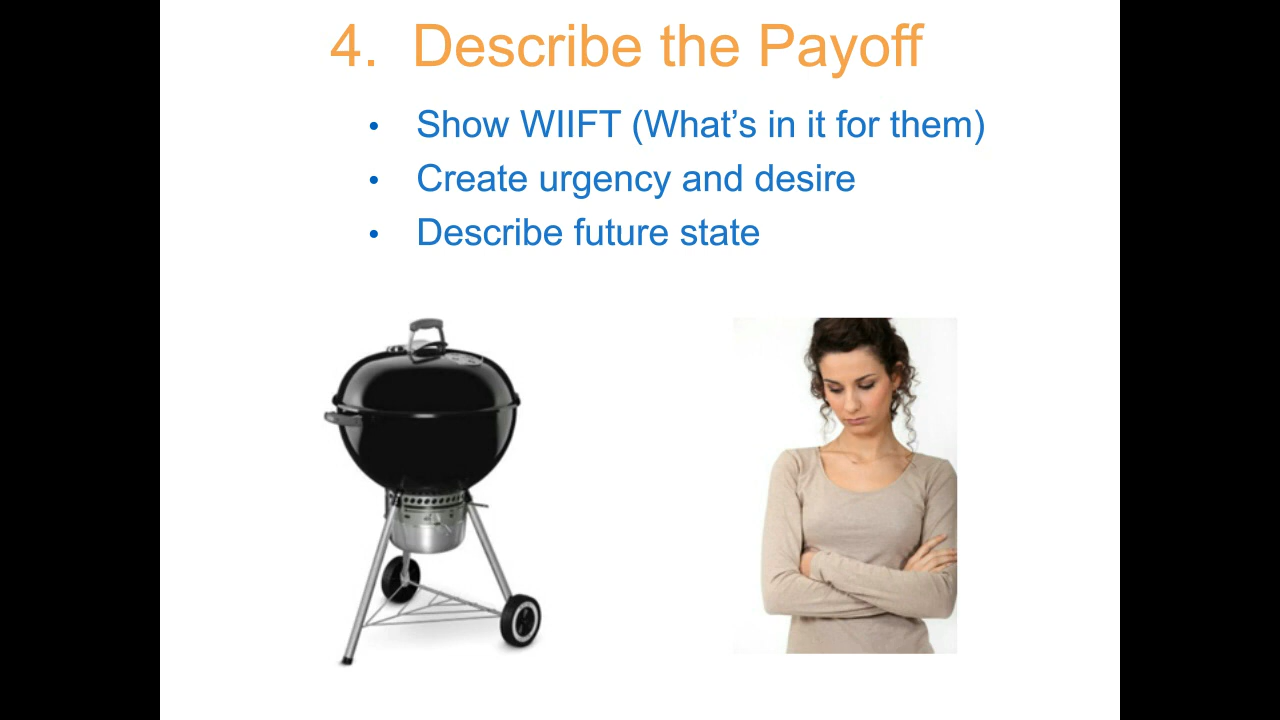 4. Describe the Payoff
• Show WIIFT (What’s in it for them)
• Create urgency and desire
• Describe future state